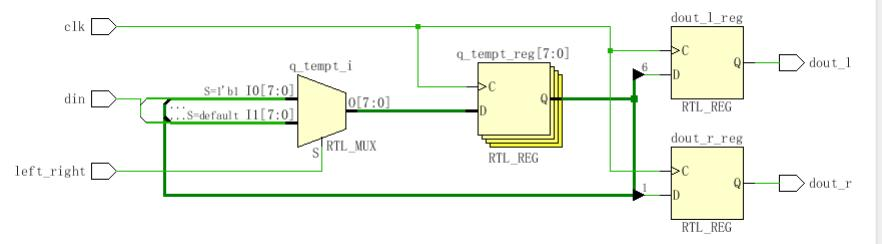 dout_l_reg
clk
q_tempt_reg[7:0]
C
q_tempt_i
dout_l
6
D
Q
S=1'b1 I0[7:0]
C
din
O[7:0]
Q
RTL_REG
...
D
...S=default I1[7:0]
dout_r_reg
S
RTL_MUX
RTL_REG
left_right
C
Q
dout_r
1
D
RTL_REG